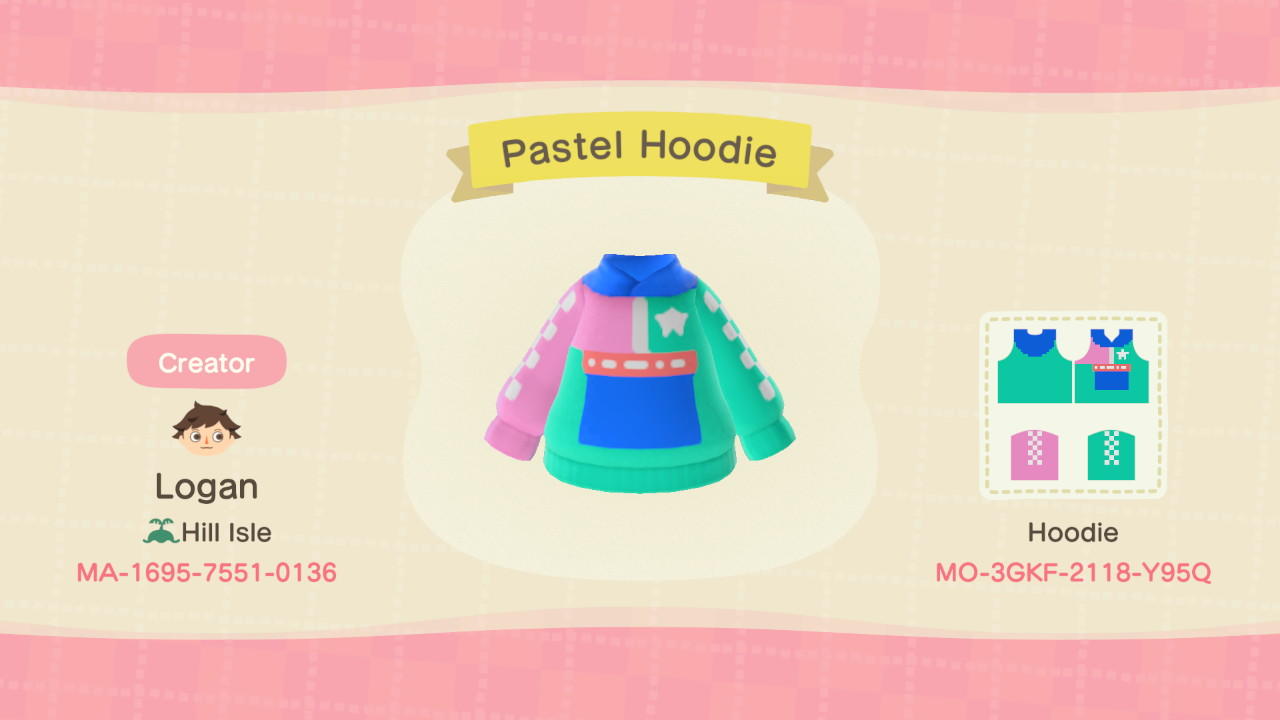 Pastel Hoodie
Creator
Logan
Hill Isle
MA-1695-7551-0136
Hoodie
MO-3GKF-2118-Y95Q